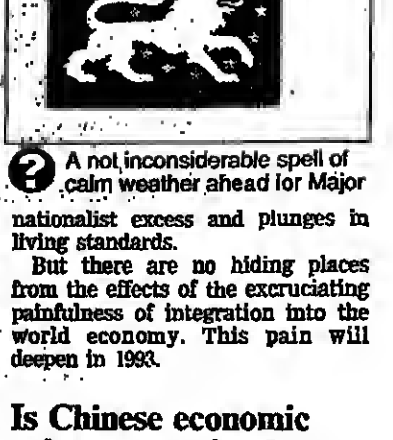 ? A not inconsiderable spell of
calm weather ahead for Major
nationalist excess and plunges in
living standards.
But there are no hiding places
from the effects of the excruciating
painfulness of integration into the
world economy. This pain will
deepen in 1993.
Is Chinese economic